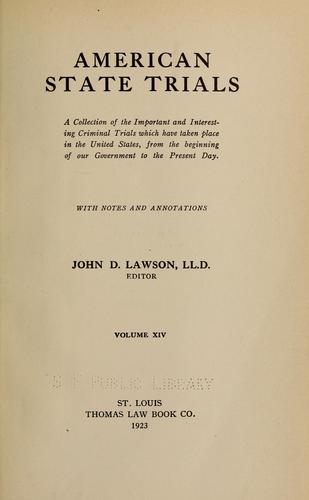 AMERICAN
STATE TRIALS
A Collection of the Important and Interest-
ing Criminal Trials which have taken place
in the United States, from the beginning
of our Government to the Present Day.
WITH NOTES AND ANNOTATIONS
JOHN D. LAWSON, LL.D.
EDITOR
VOLUME XIV
PUBLIC LIBRARY
ST. LOUIS
THOMAS LAW BOOK CO.
1923